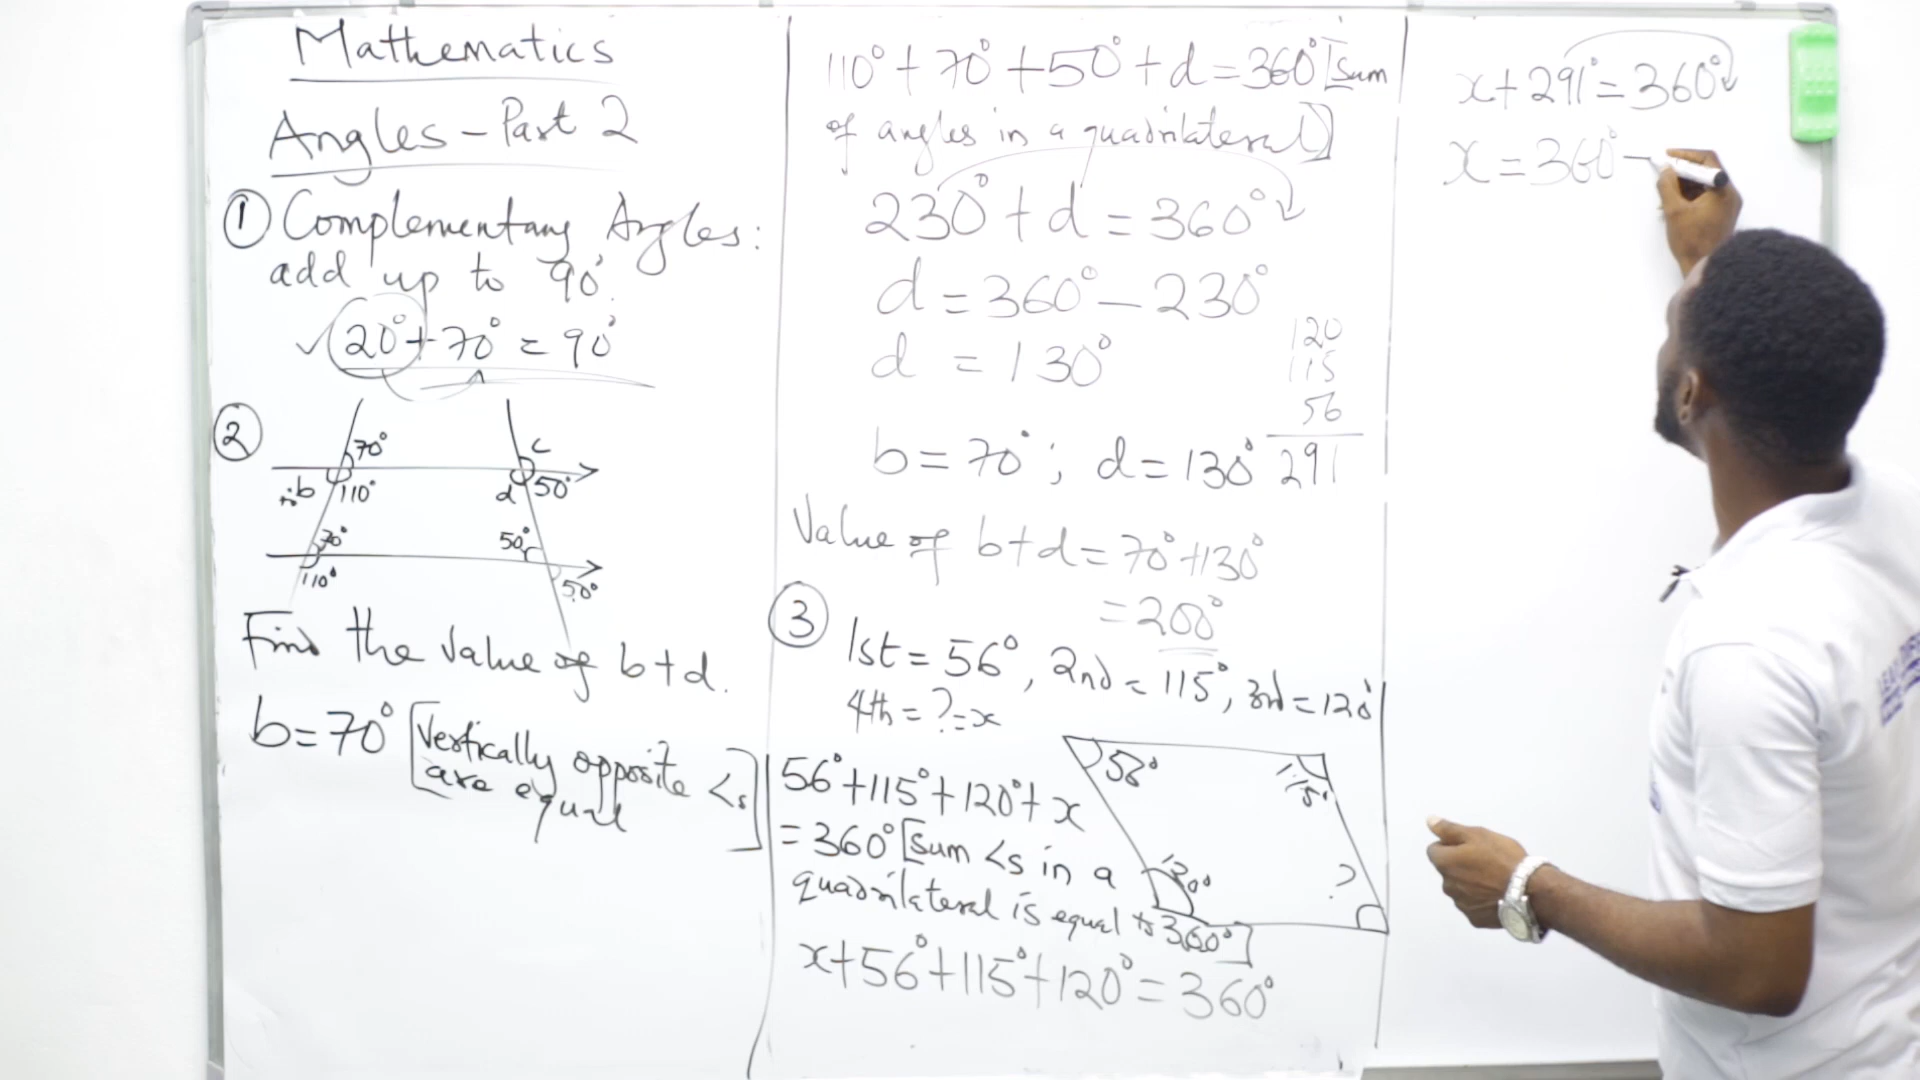 Mathematics
Angles - Part 2
① Complementary Angles:
add up to 90°.
✓ 20° + 70° = 90°
②
70°
c
b
110°
d
50°
70°
50°
110°
50°
Find the value of b+d.
b = 70° [Vertically opposite <s
are equal]
110° + 70° + 50° + d = 360° [Sum
of angles in a quadrilateral]
230° + d = 360°
d = 360° - 230°
d = 130°
120
115
56
291
b = 70°; d = 130°
Value of b+d = 70° + 130°
= 200°
③
1st = 56°, 2nd = 115°, 3rd = 120°
4th = ? = x
56° + 115° + 120° + x
= 360° [Sum <s in a
quadrilateral is equal to 360°]
56°
115°
120°
?
x + 56° + 115° + 120° = 360°
x + 291° = 360°
x = 360° -